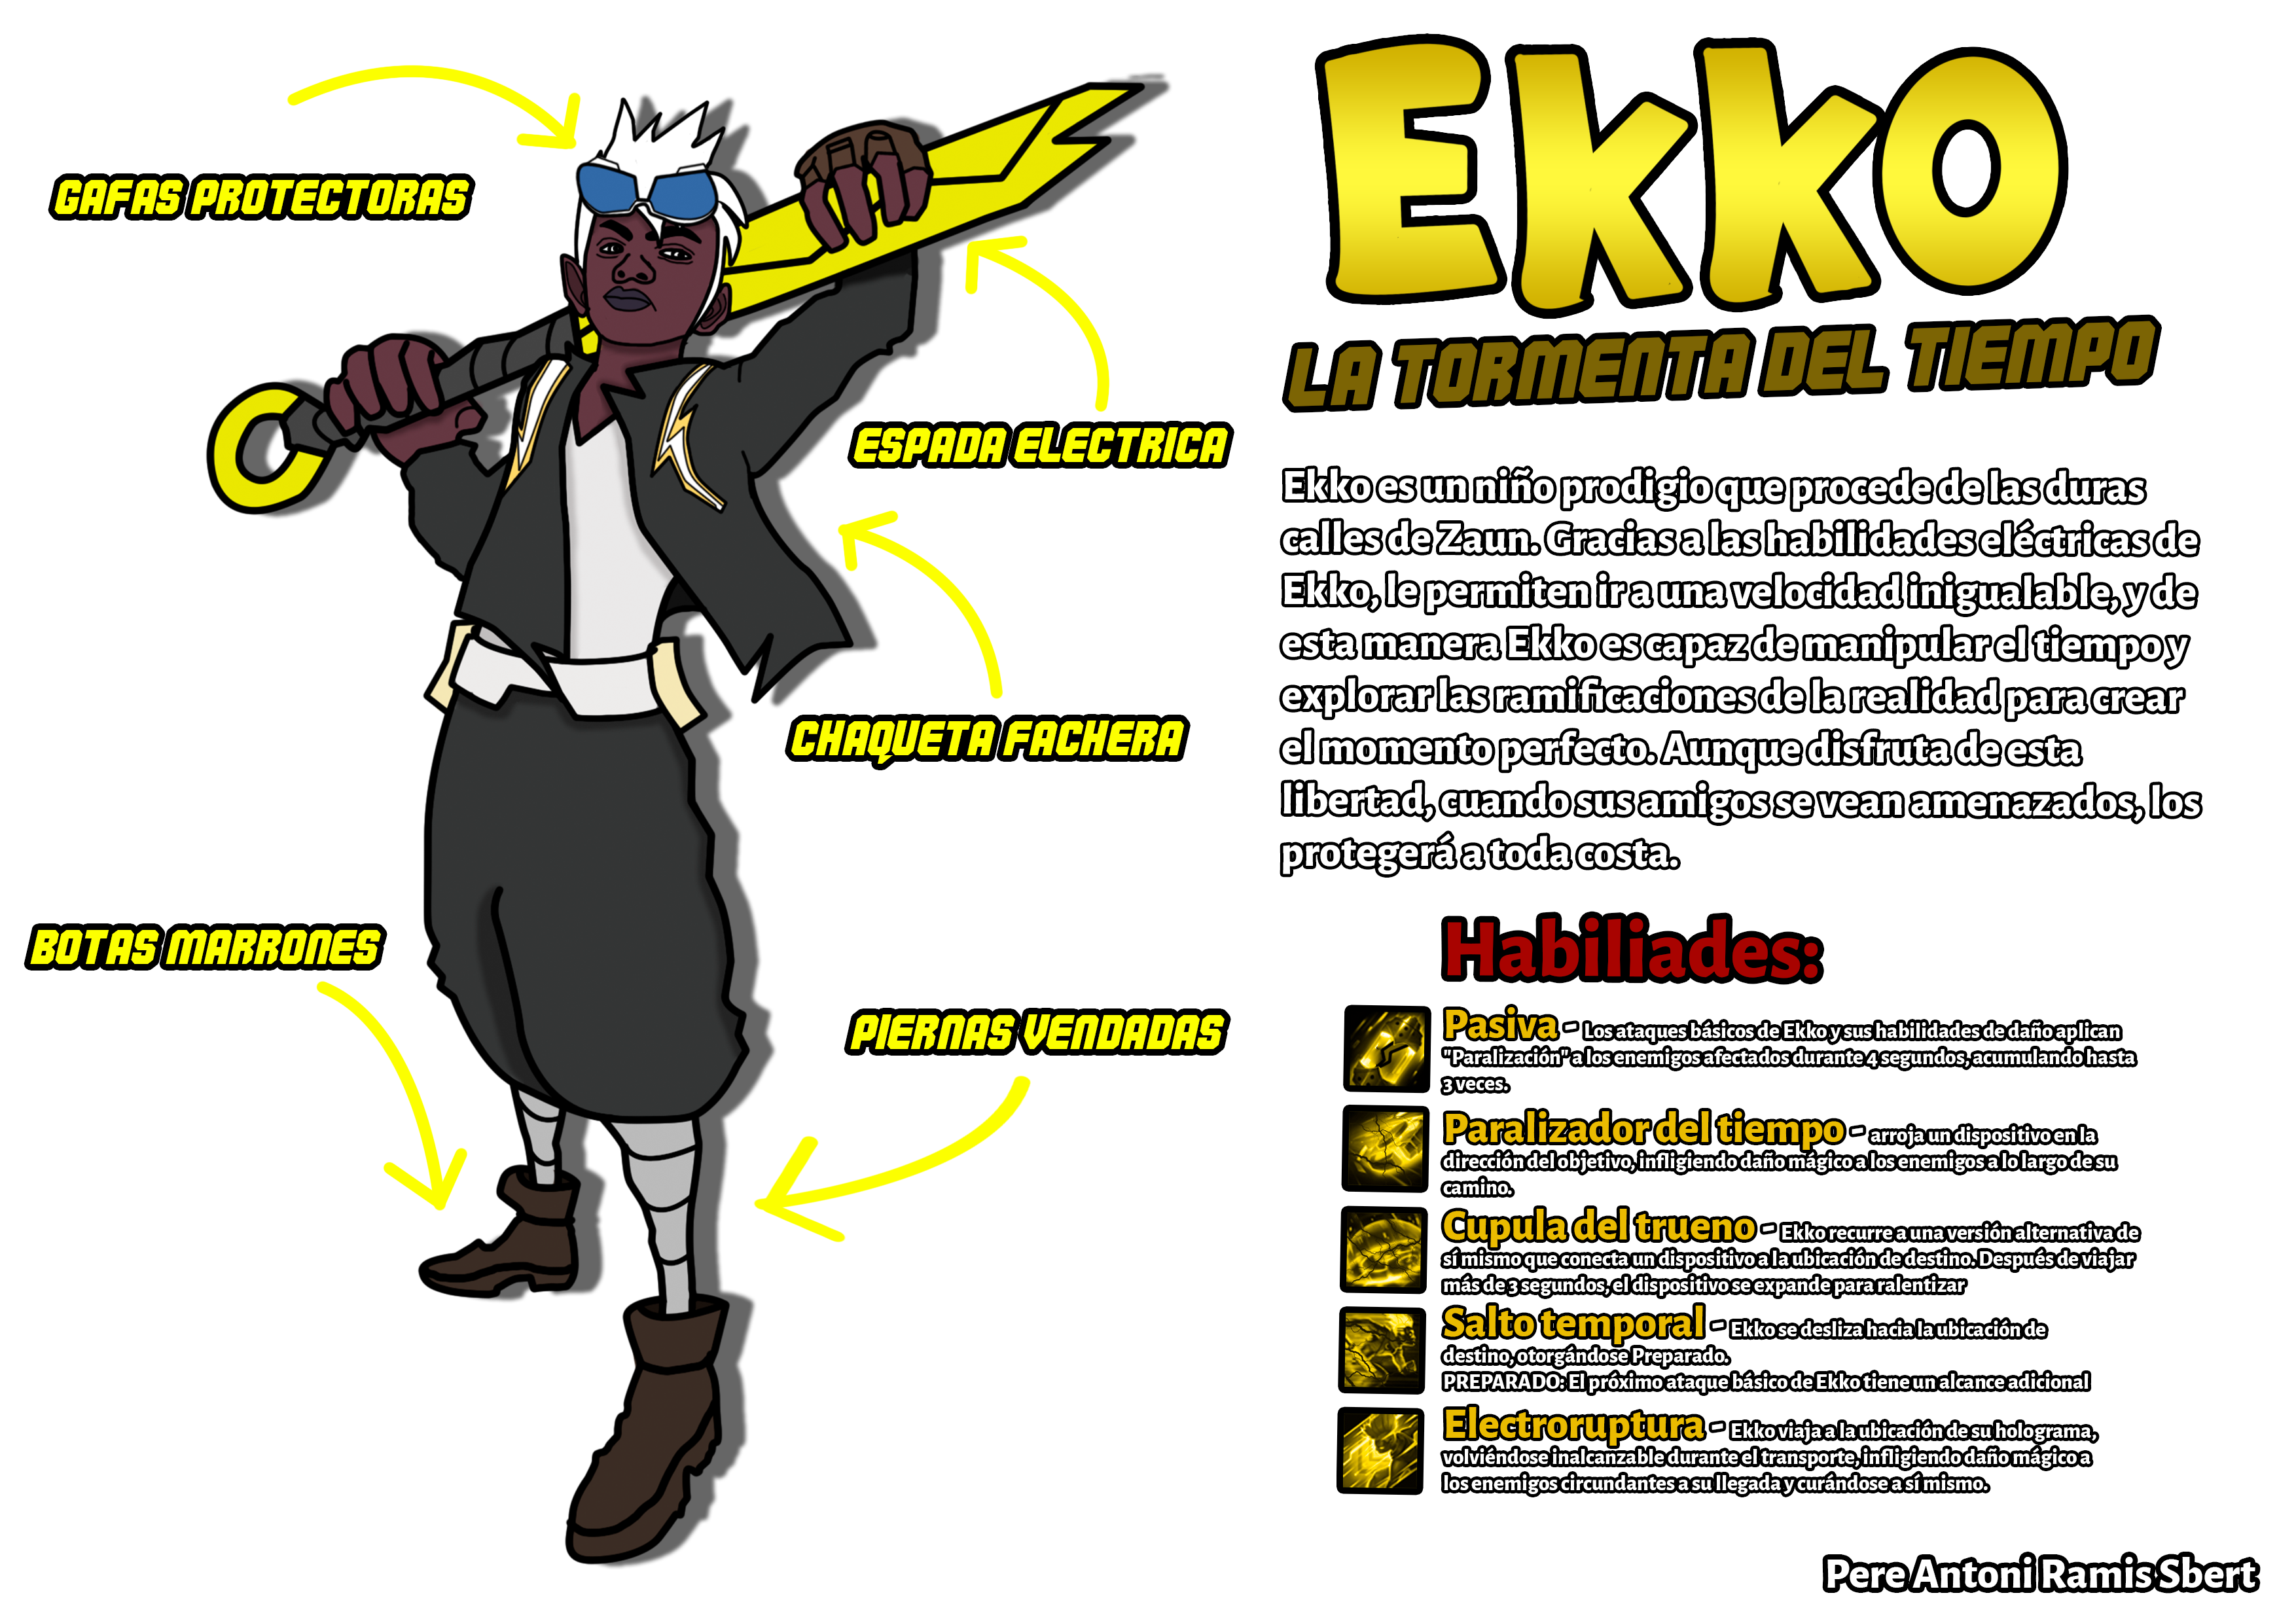 GAFAS PROTECTORAS
ESPADA ELECTRICA
CHAQUETA FACHERA
BOTAS MARRONES
PIERNAS VENDADAS
EKKO
LA TORMENTA DEL TIEMPO
Ekko es un niño prodigio que procede de las duras
calles de Zaun. Gracias a las habilidades eléctricas de
Ekko, le permiten ir a una velocidad inigualable, y de
esta manera Ekko es capaz de manipular el tiempo y
explorar las ramificaciones de la realidad para crear
el momento perfecto. Aunque disfruta de esta
libertad, cuando sus amigos se vean amenazados, los
protegerá a toda costa.
Habiliades:
Pasiva - Los ataques básicos de Ekko y sus habilidades de daño aplican
"Paralización" a los enemigos afectados durante 4 segundos, acumulando hasta
3 veces.
Paralizador del tiempo - arroja un dispositivo en la
dirección del objetivo, infligiendo daño mágico a los enemigos a lo largo de su
camino.
Cupula del trueno - Ekko recurre a una versión alternativa de
sí mismo que conecta un dispositivo a la ubicación de destino. Después de viajar
más de 3 segundos, el dispositivo se expande para ralentizar
Salto temporal - Ekko se desliza hacia la ubicación de
destino, otorgándose Preparado.
PREPARADO: El próximo ataque básico de Ekko tiene un alcance adicional
Electroruptura - Ekko viaja a la ubicación de su holograma,
volviéndose inalcanzable durante el transporte, infligiendo daño mágico a
los enemigos circundantes a su llegada y curándose a sí mismo.
Pere Antoni Ramis Sbert